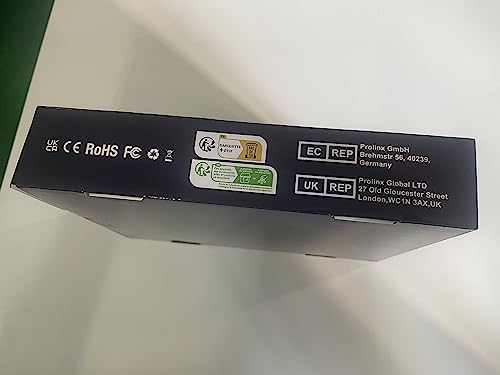 UK
CA
CE RoHS FC
EC REP
Prolinx GmbH
Brehmstr 56, 40239,
Germany
UK REP
Prolinx Global LTD
27 Old Gloucester Street
London,WC1N 3AX,UK